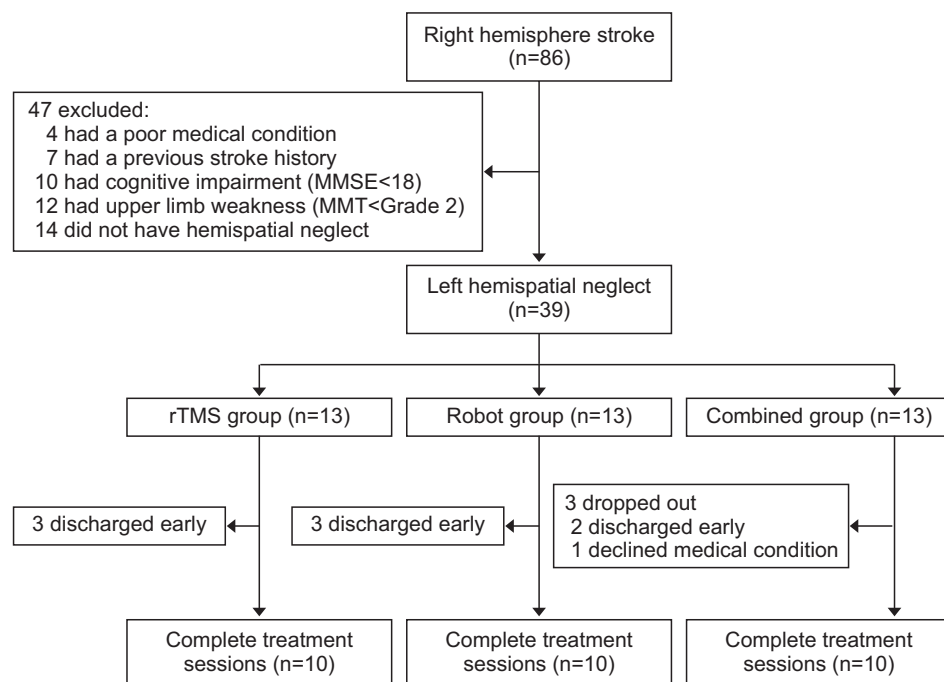 Right hemisphere stroke
(n=86)
47 excluded:
4 had a poor medical condition
7 had a previous stroke history
10 had cognitive impairment (MMSE<18)
12 had upper limb weakness (MMT<Grade 2)
14 did not have hemispatial neglect
Left hemispatial neglect
(n=39)
rTMS group (n=13)
Robot group (n=13)
Combined group (n=13)
3 discharged early
3 discharged early
3 dropped out
2 discharged early
1 declined medical condition
Complete treatment
sessions (n=10)
Complete treatment
sessions (n=10)
Complete treatment
sessions (n=10)